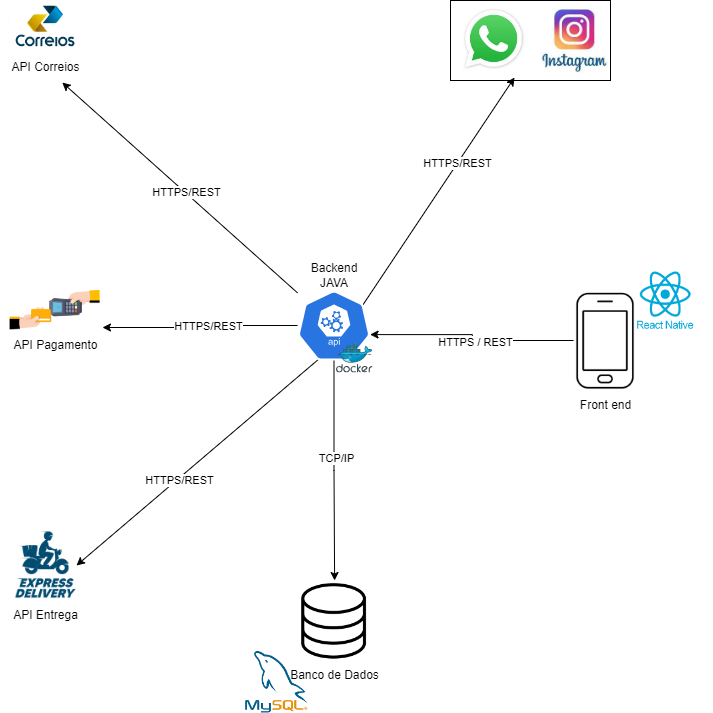 Correios
API Correios
Instagram
HTTPS/REST
HTTPS/REST
Backend
JAVA
api
docker
HTTPS/REST
API Pagamento
HTTPS / REST
React Native
Front end
TCP/IP
HTTPS/REST
EXPRESS
DELIVERY
API Entrega
Banco de Dados
MySQL